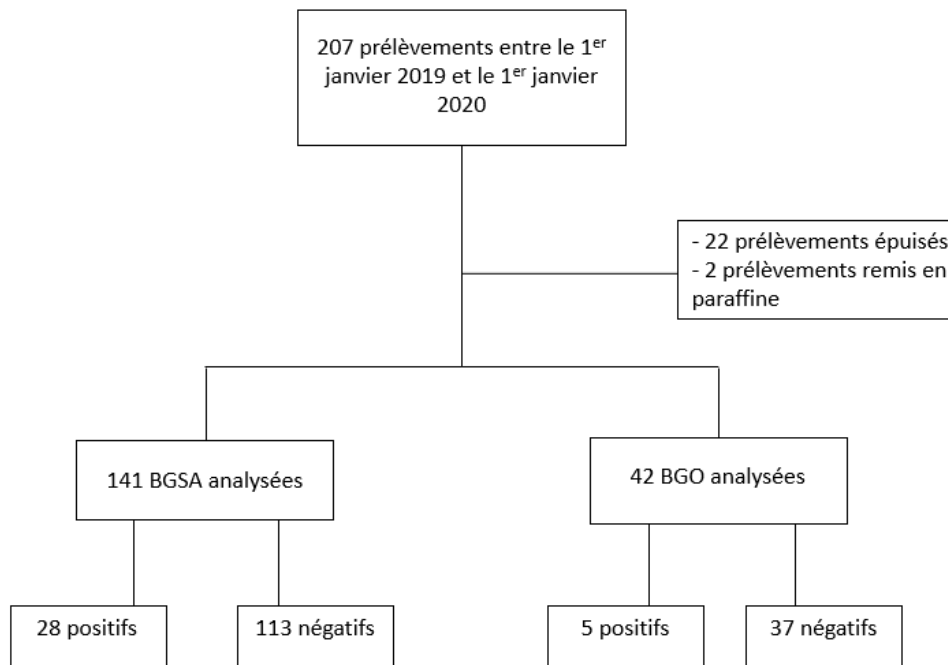 207 prélèvements entre le 1er
janvier 2019 et le 1er janvier
2020
- 22 prélèvements épuisés
- 2 prélèvements remis en
paraffine
141 BGSA analysées
42 BGO analysées
28 positifs
113 négatifs
5 positifs
37 négatifs